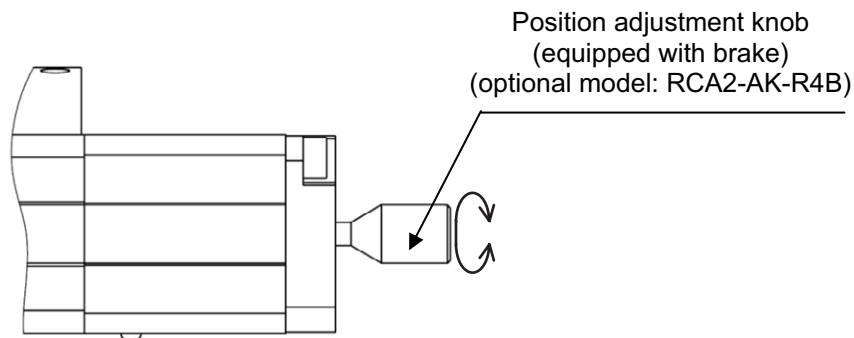 Position adjustment knob
(equipped with brake)
(optional model: RCA2-AK-R4B)